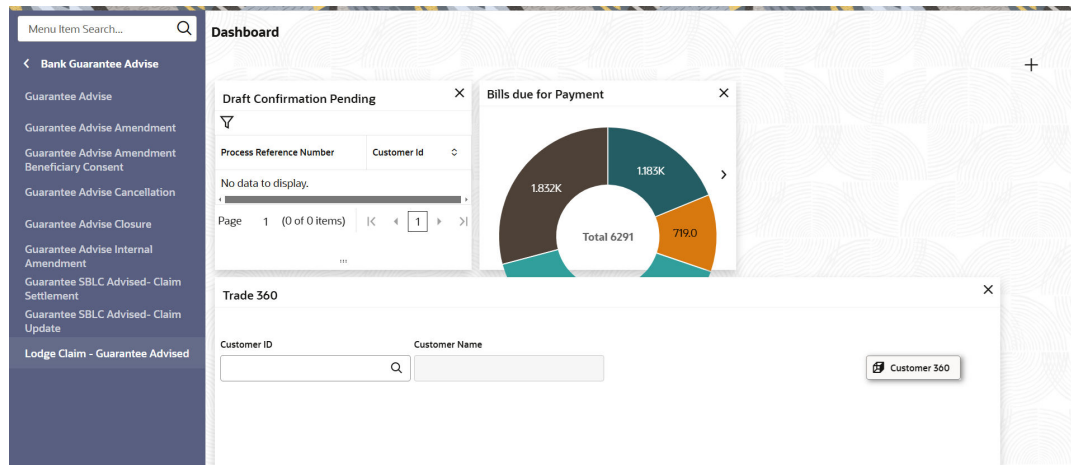 Menu Item Search...
Bank Guarantee Advise
Guarantee Advise
Guarantee Advise Amendment
Guarantee Advise Amendment
Beneficiary Consent
Guarantee Advise Cancellation
Guarantee Advise Closure
Guarantee Advise Internal
Amendment
Guarantee SBLC Advised- Claim
Settlement
Guarantee SBLC Advised- Claim
Update
Lodge Claim - Guarantee Advised
Dashboard
Draft Confirmation Pending
Process Reference Number Customer Id
No data to display.
Page 1 (0 of 0 items) 1
Bills due for Payment
1.832K
1.183K
719.0
Total 6291
Trade 360
Customer ID Customer Name
Customer 360